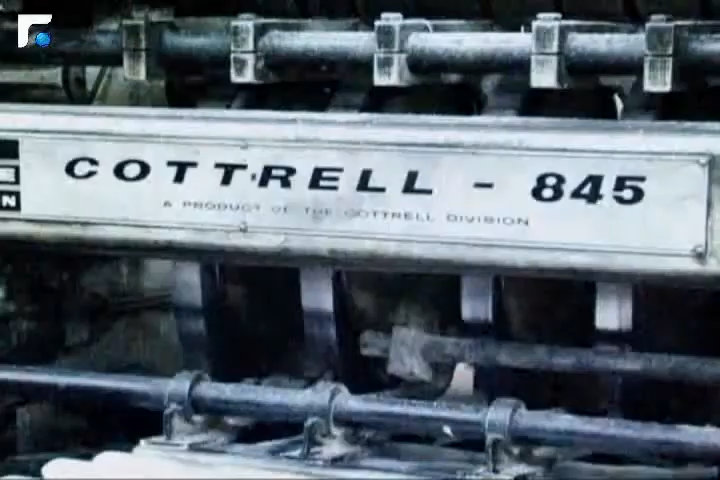 COTTRELL - 845
A PRODUCT OF THE COTTRELL DIVISION
E
N